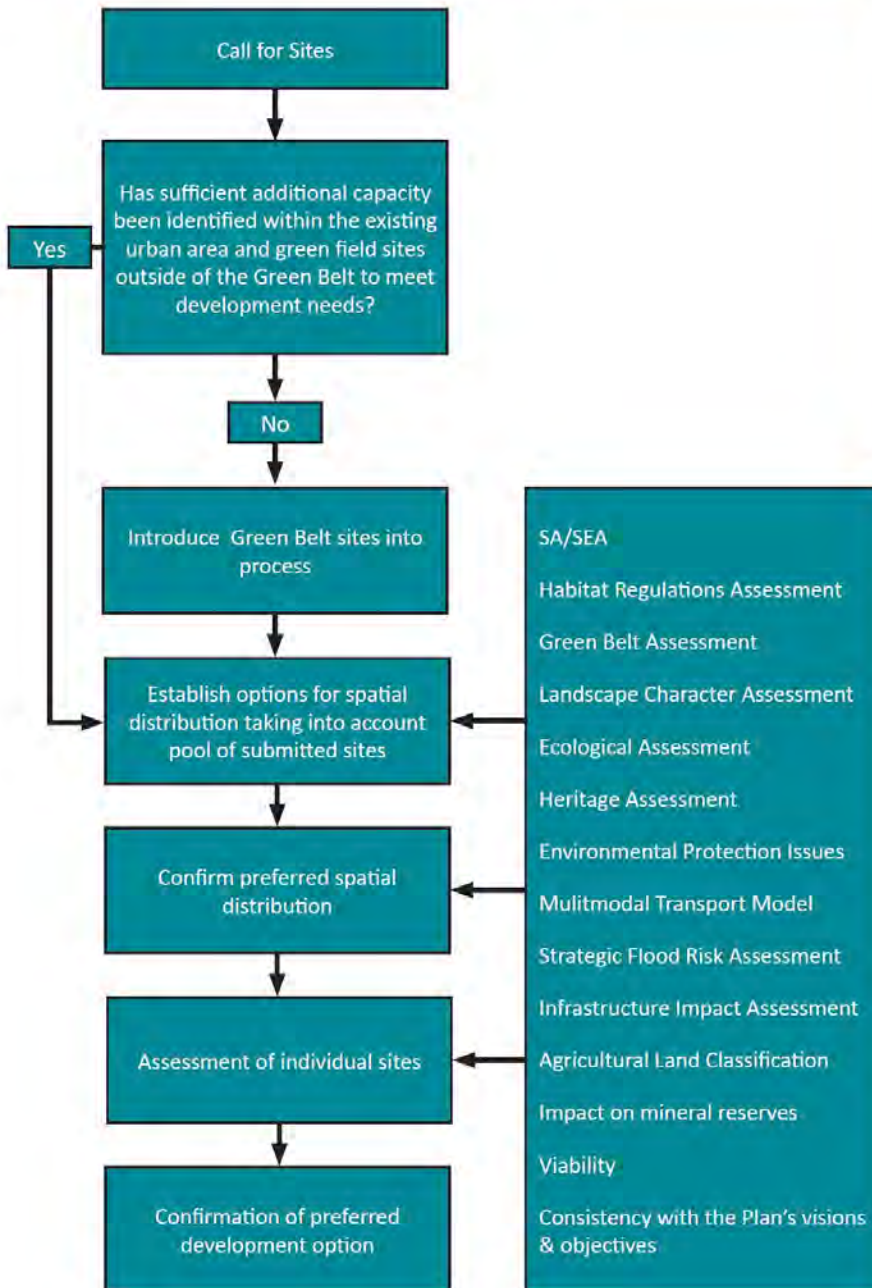 Call for Sites
Has sufficient additional capacity
been identified within the existing
urban area and green field sites
outside of the Green Belt to meet
development needs?
Yes
No
Introduce Green Belt sites into
process
Establish options for spatial
distribution taking into account
pool of submitted sites
Confirm preferred spatial
distribution
Assessment of individual sites
Confirmation of preferred
development option
SA/SEA
Habitat Regulations Assessment
Green Belt Assessment
Landscape Character Assessment
Ecological Assessment
Heritage Assessment
Environmental Protection Issues
Mulitmodal Transport Model
Strategic Flood Risk Assessment
Infrastructure Impact Assessment
Agricultural Land Classification
Impact on mineral reserves
Viability
Consistency with the Plan's visions
& objectives